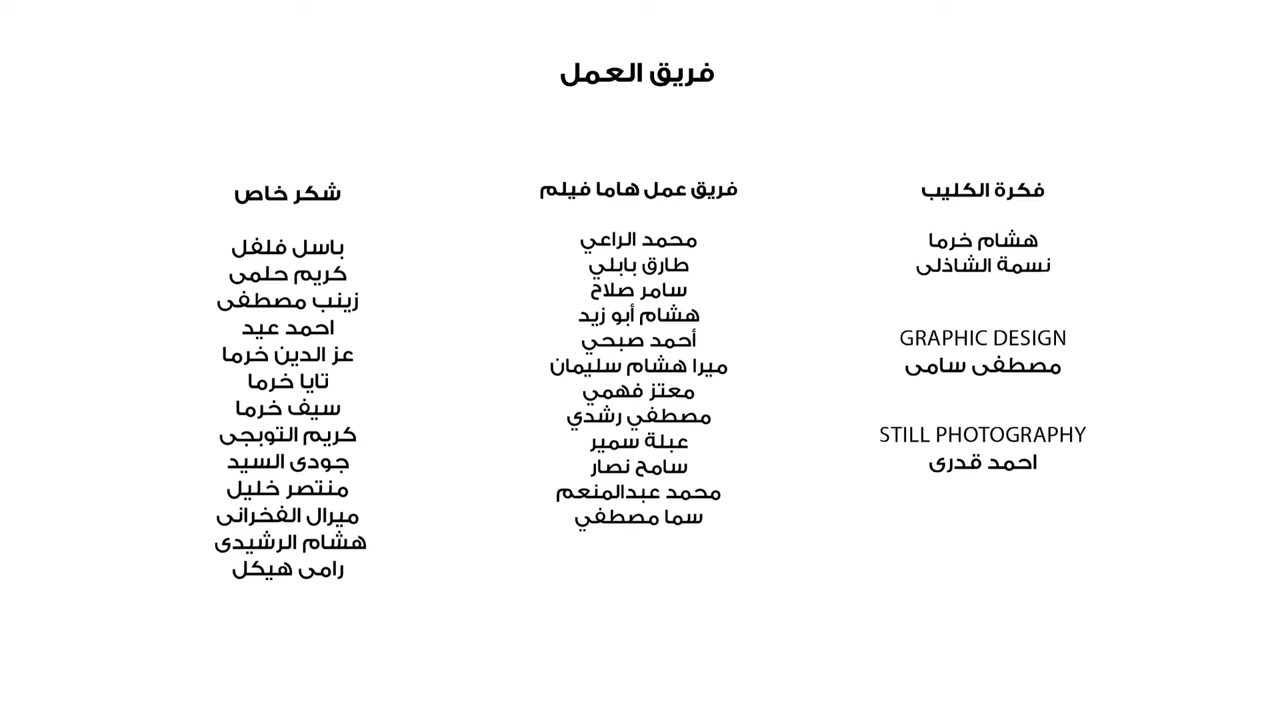 فريق العمل
فكرة الكليب
هشام خرما
نسمة الشاذلى
GRAPHIC DESIGN
مصطفى سامى
STILL PHOTOGRAPHY
احمد قدرى
فريق عمل هاما فيلم
محمد الراعي
طارق بابلي
سامر صلاح
هشام أبو زيد
أحمد صبحي
ميرا هشام سليمان
معتز فهمي
مصطفي رشدي
عبلة سمير
سامح نصار
محمد عبدالمنعم
سما مصطفي
شكر خاص
باسل فلفل
كريم حلمى
زينب مصطفى
احمد عيد
عز الدين خرما
تايا خرما
سيف خرما
كريم التوبجى
جودى السيد
منتصر خليل
ميرال الفخرانى
هشام الرشيدى
رامى هيكل